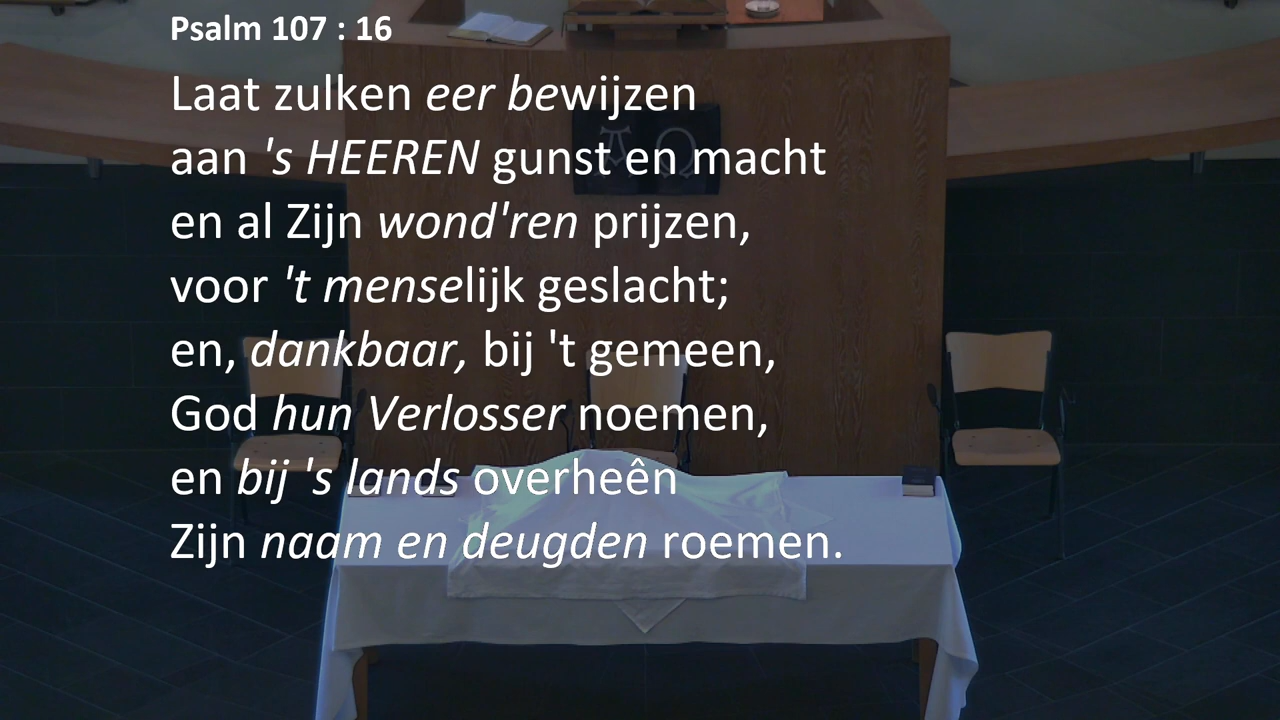 Psalm 107 : 16
Laat zulken eer bewijzen
aan 's HEEREN gunst en macht
en al Zijn wond'ren prijzen,
voor 't menselijk geslacht;
en, dankbaar, bij 't gemeen,
God hun Verlosser noemen,
en bij 's lands overheên
Zijn naam en deugden roemen.
Α Ω